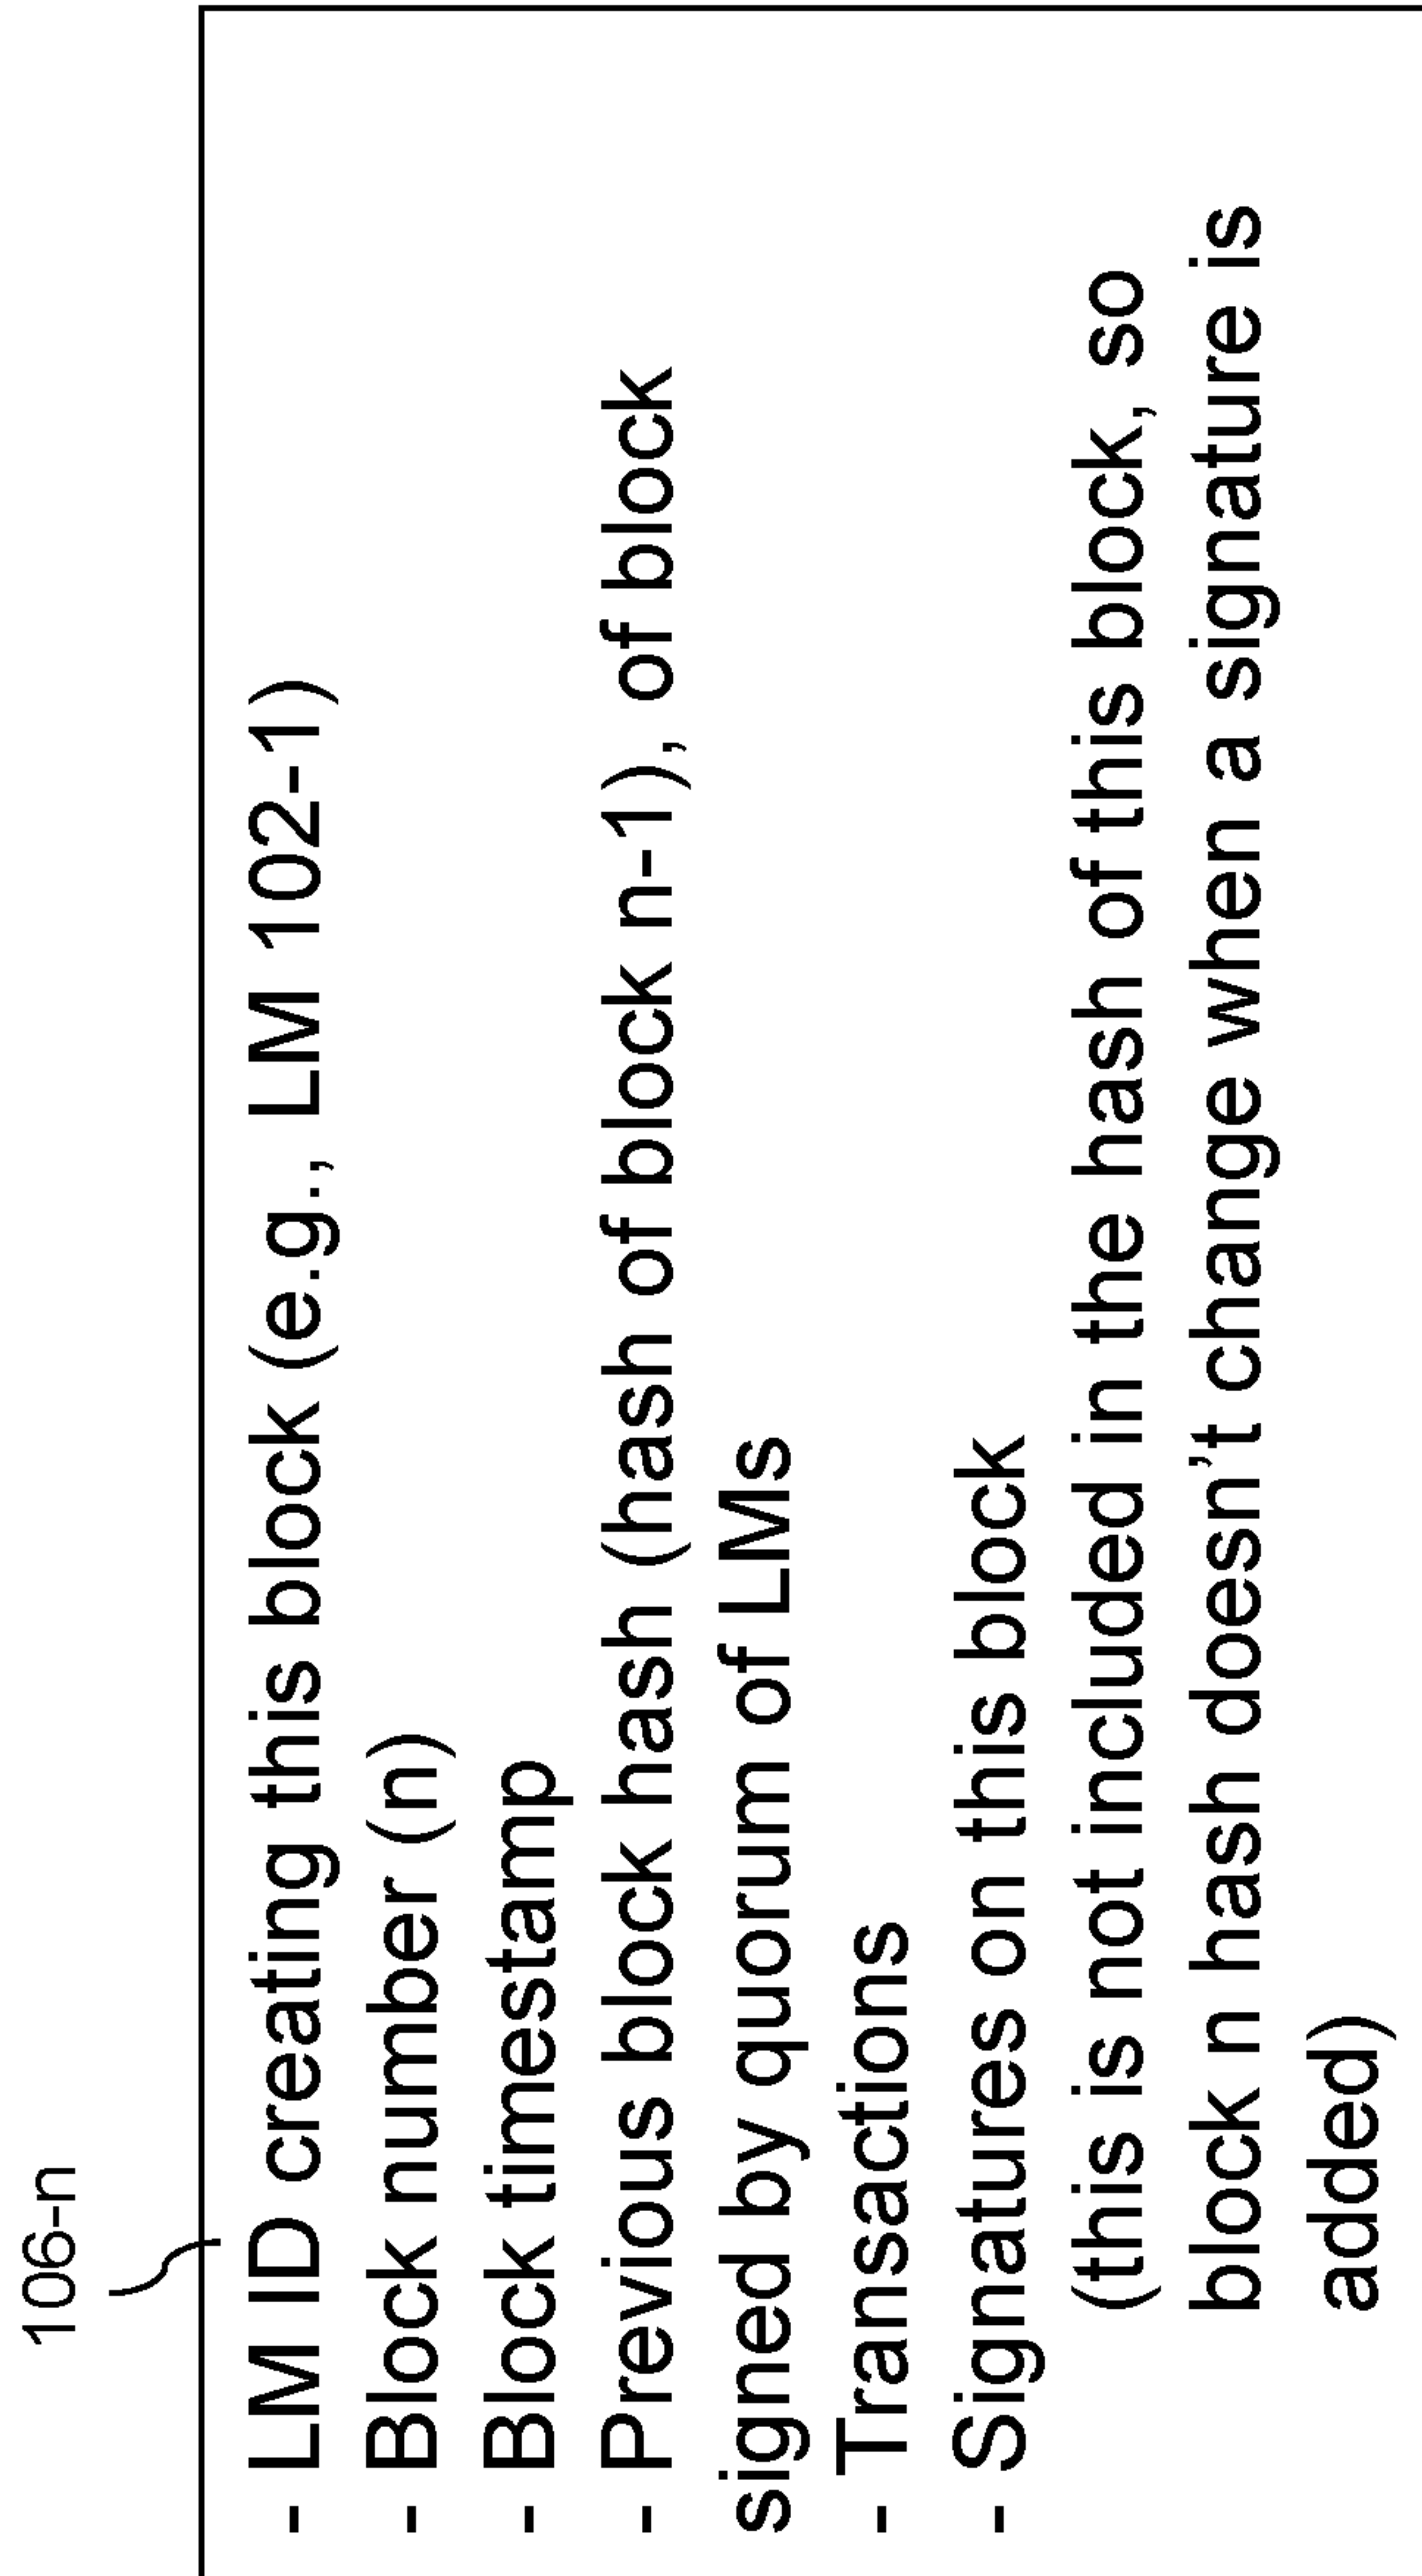 106-n
- LM ID creating this block (e.g., LM 102-1)
- Block number (n)
- Block timestamp
- Previous block hash (hash of block n-1), of block
signed by quorum of LMs
- Transactions
- Signatures on this block
(this is not included in the hash of this block, so
block n hash doesn’t change when a signature is
added)